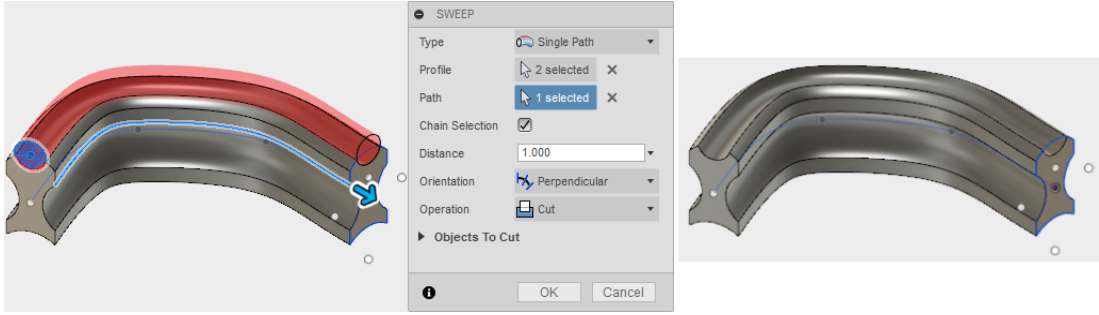 SWEEP
Type Single Path
Profile 2 selected
Path 1 selected
Chain Selection
Distance 1.000
Orientation Perpendicular
Operation Cut
Objects To Cut
OK Cancel